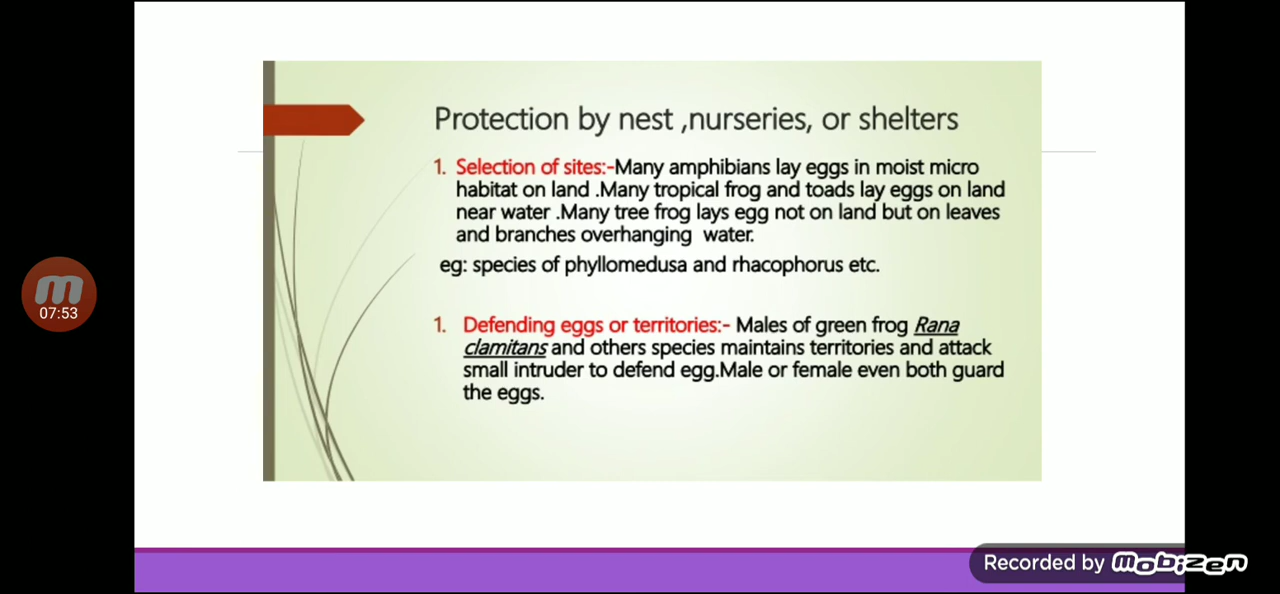 Protection by nest ,nurseries, or shelters
1. Selection of sites:-Many amphibians lay eggs in moist micro
habitat on land .Many tropical frog and toads lay eggs on land
near water .Many tree frog lays egg not on land but on leaves
and branches overhanging water.
eg: species of phyllomedusa and rhacophorus etc.
1. Defending eggs or territories:- Males of green frog Rana
clamitans and others species maintains territories and attack
small intruder to defend egg.Male or female even both guard
the eggs.
07:53
Recorded by Mobizen